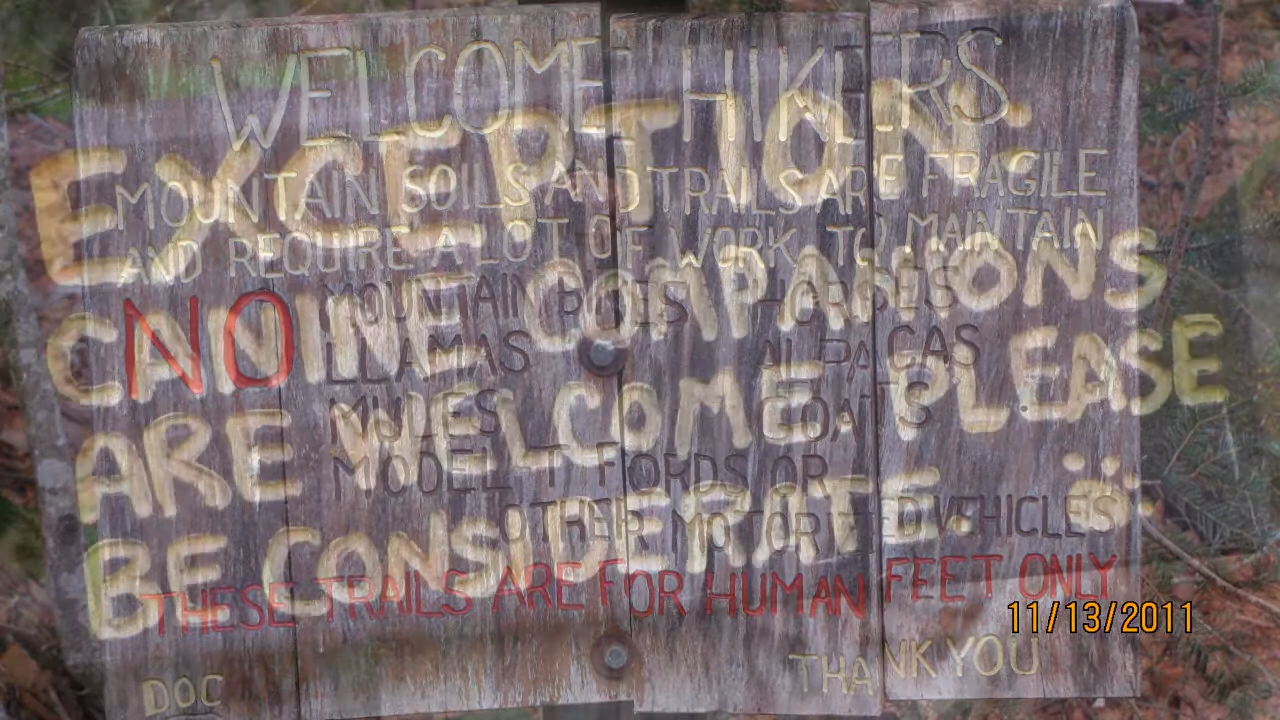 WELCOME HIKERS
MOUNTAIN SOILS AND TRAILS ARE FRAGILE
AND REQUIRE A LOT OF WORK TO MAINTAIN
NO MOUNTAIN BIKES HORSES
LLAMAS ALPACAS
MULES GOATS
MODEL T FORDS OR
OTHER MOTORIZED VEHICLES
THESE TRAILS ARE FOR HUMAN FEET ONLY
THANK YOU
DOC
EXCEPTION:
CANINE COMPANIONS
ARE WELCOME PLEASE
BE CONSIDERATE
11/13/2011